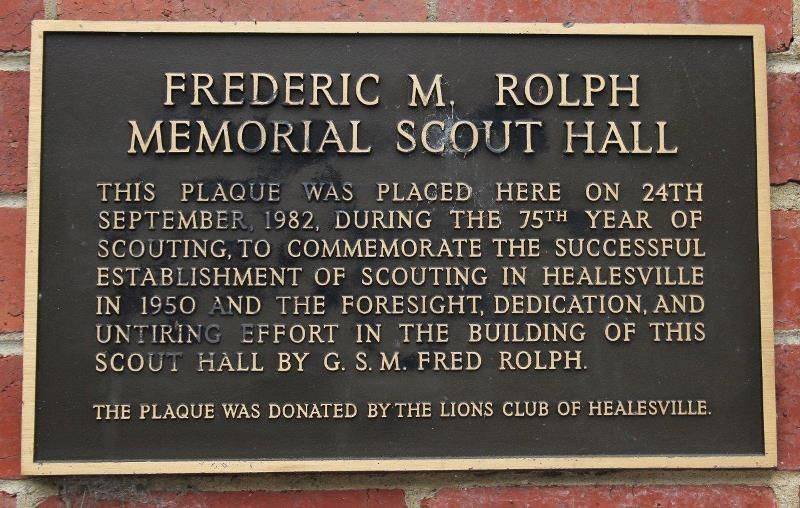 FREDERIC M. ROLPH
MEMORIAL SCOUT HALL
THIS PLAQUE WAS PLACED HERE ON 24TH
SEPTEMBER, 1982, DURING THE 75TH YEAR OF
SCOUTING, TO COMMEMORATE THE SUCCESSFUL
ESTABLISHMENT OF SCOUTING IN HEALESVILLE
IN 1950 AND THE FORESIGHT, DEDICATION, AND
UNTIRING EFFORT IN THE BUILDING OF THIS
SCOUT HALL BY G. S. M. FRED ROLPH.
THE PLAQUE WAS DONATED BY THE LIONS CLUB OF HEALESVILLE.